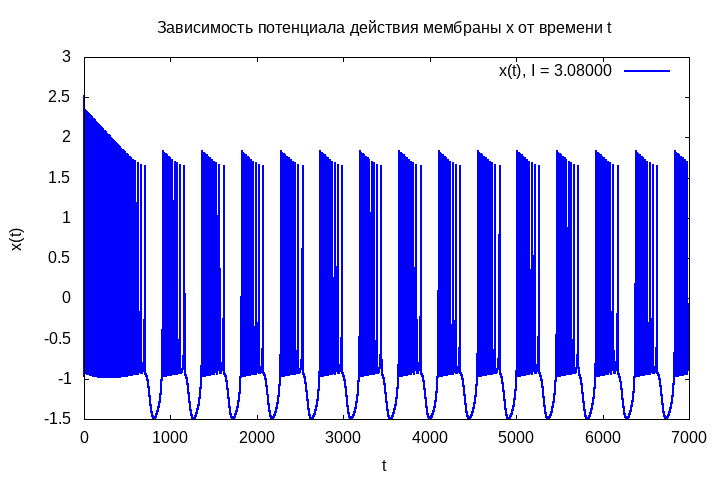 Зависимость потенциала действия мембраны x от времени t
x(t), I = 3.08000
3
2.5
2
1.5
1
0.5
0
-0.5
-1
-1.5
x(t)
0 1000 2000 3000 4000 5000 6000 7000
t